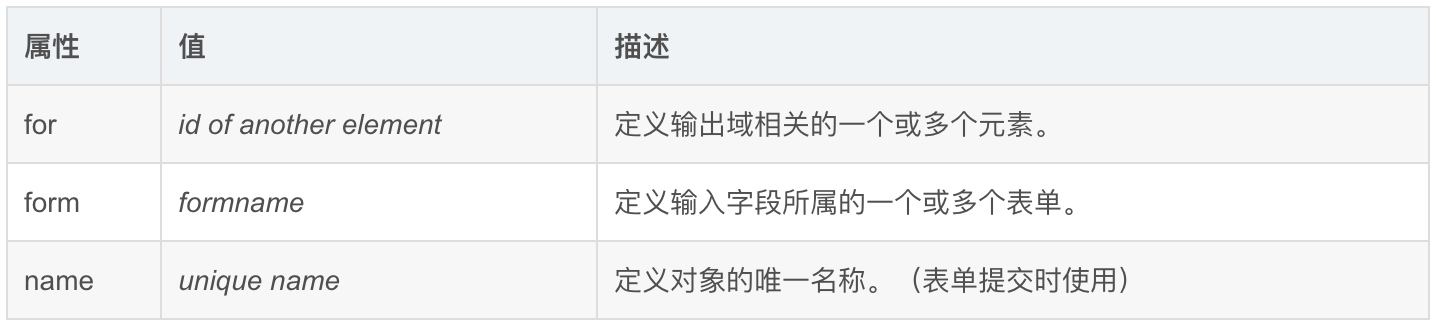 属性 值 描述
for id of another element 定义输出域相关的一个或多个元素。
form formname 定义输入字段所属的一个或多个表单。
name unique name 定义对象的唯一名称。（表单提交时使用）